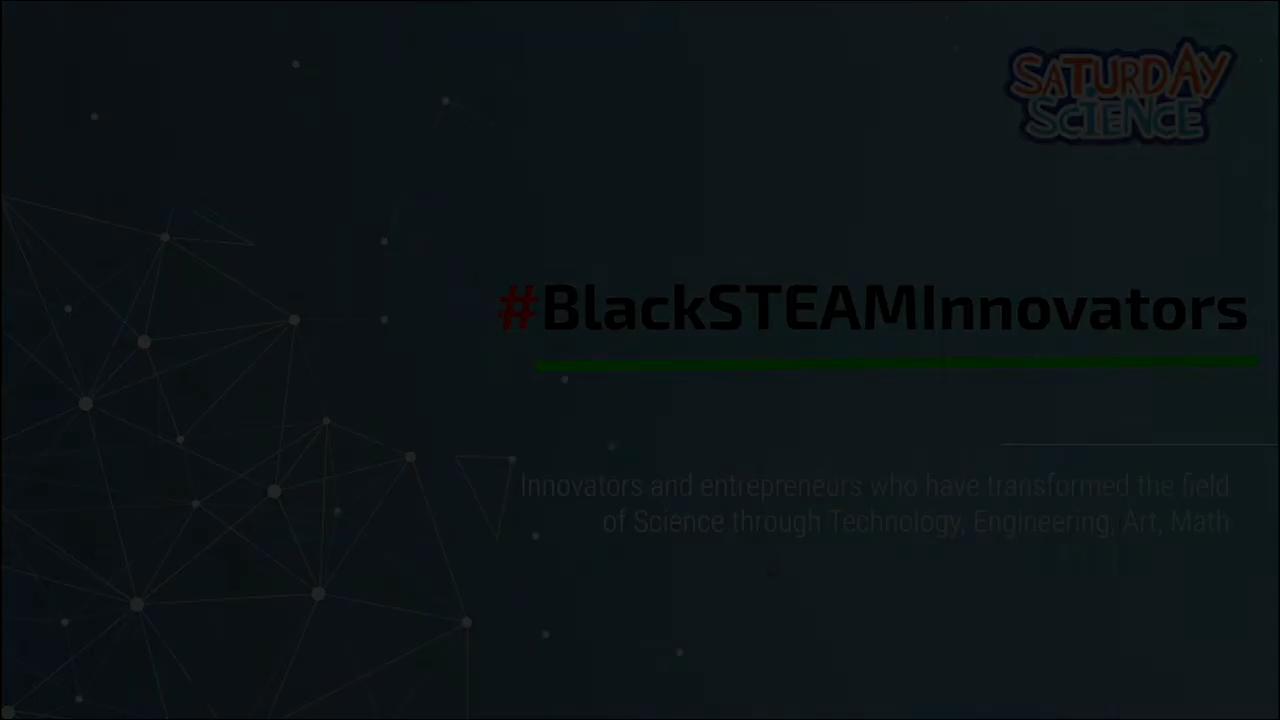 SATURDAY
SCIENCE
#BlackSTEAMInnovators
Innovators and entrepreneurs who have transformed the field
of Science through Technology, Engineering, Art, Math